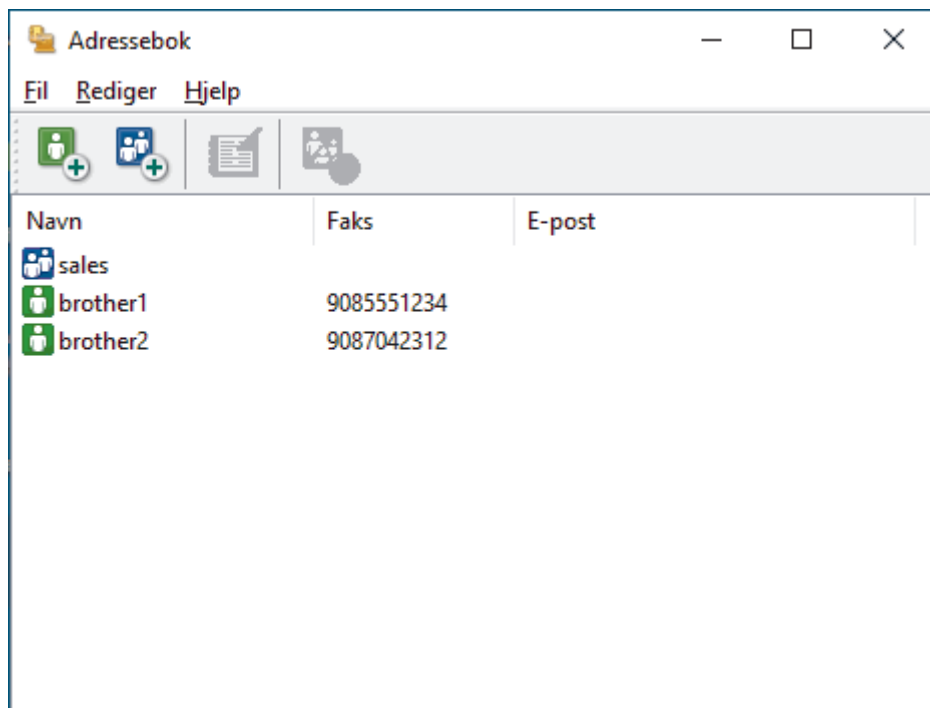 Adressebok
Fil Rediger Hjelp
Navn Faks E-post
sales
brother1 9085551234
brother2 9087042312